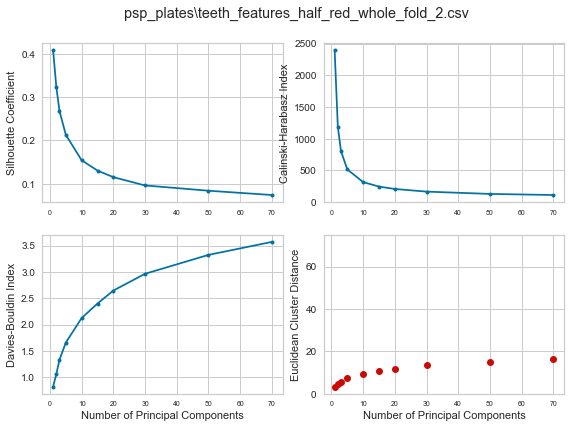 psp_plates\teeth_features_half_red_whole_fold_2.csv
Silhouette Coefficient
0.4
0.3
0.2
0.1
0 10 20 30 40 50 60 70
Calinski-Harabasz Index
2500
2000
1500
1000
500
0
0 10 20 30 40 50 60 70
Davies-Bouldin Index
3.5
3.0
2.5
2.0
1.5
1.0
0 10 20 30 40 50 60 70
Number of Principal Components
Euclidean Cluster Distance
60
40
20
0
0 10 20 30 40 50 60 70
Number of Principal Components